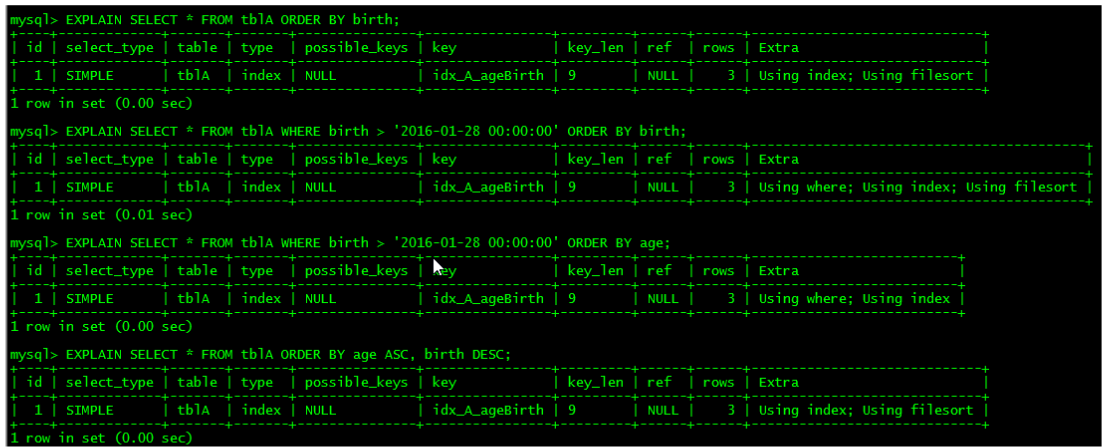 mysql> EXPLAIN SELECT * FROM tblA ORDER BY birth;
+----+-------------+-------+-------+---------------+--------------+---------+------+------+-----------------------------+
| id | select_type | table | type | possible_keys | key | key_len | ref | rows | Extra |
| 1 | SIMPLE | tblA | index | NULL | idx_A_ageBirth | 9 | NULL | 3 | Using index; Using filesort |
1 row in set (0.00 sec)
mysql> EXPLAIN SELECT * FROM tblA WHERE birth > '2016-01-28 00:00:00' ORDER BY birth;
| id | select_type | table | type | possible_keys | key | key_len | ref | rows | Extra |
| 1 | SIMPLE | tblA | index | NULL | idx_A_ageBirth | 9 | NULL | 3 | Using where; Using index; Using filesort |
1 row in set (0.01 sec)
mysql> EXPLAIN SELECT * FROM tblA WHERE birth > '2016-01-28 00:00:00' ORDER BY age;
| id | select_type | table | type | possible_keys | key | key_len | ref | rows | Extra |
| 1 | SIMPLE | tblA | index | NULL | idx_A_ageBirth | 9 | NULL | 3 | Using where; Using index |
1 row in set (0.00 sec)
mysql> EXPLAIN SELECT * FROM tblA ORDER BY age ASC, birth DESC;
| id | select_type | table | type | possible_keys | key | key_len | ref | rows | Extra |
| 1 | SIMPLE | tblA | index | NULL | idx_A_ageBirth | 9 | NULL | 3 | Using index; Using filesort |
1 row in set (0.00 sec)